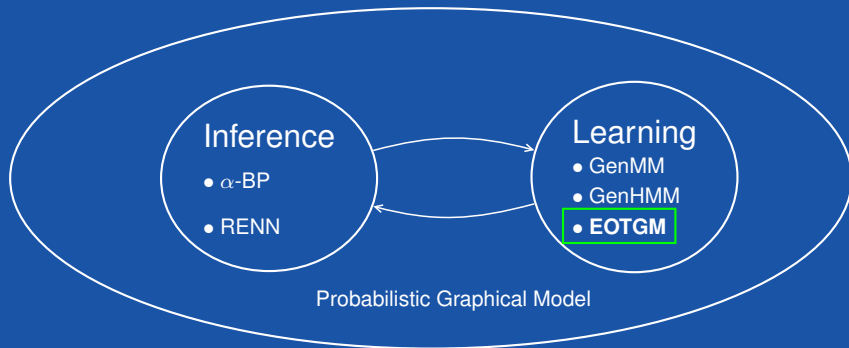 Inference
● α-BP
● RENN
Learning
● GenMM
● GenHMM
● EOTGM
Probabilistic Graphical Model